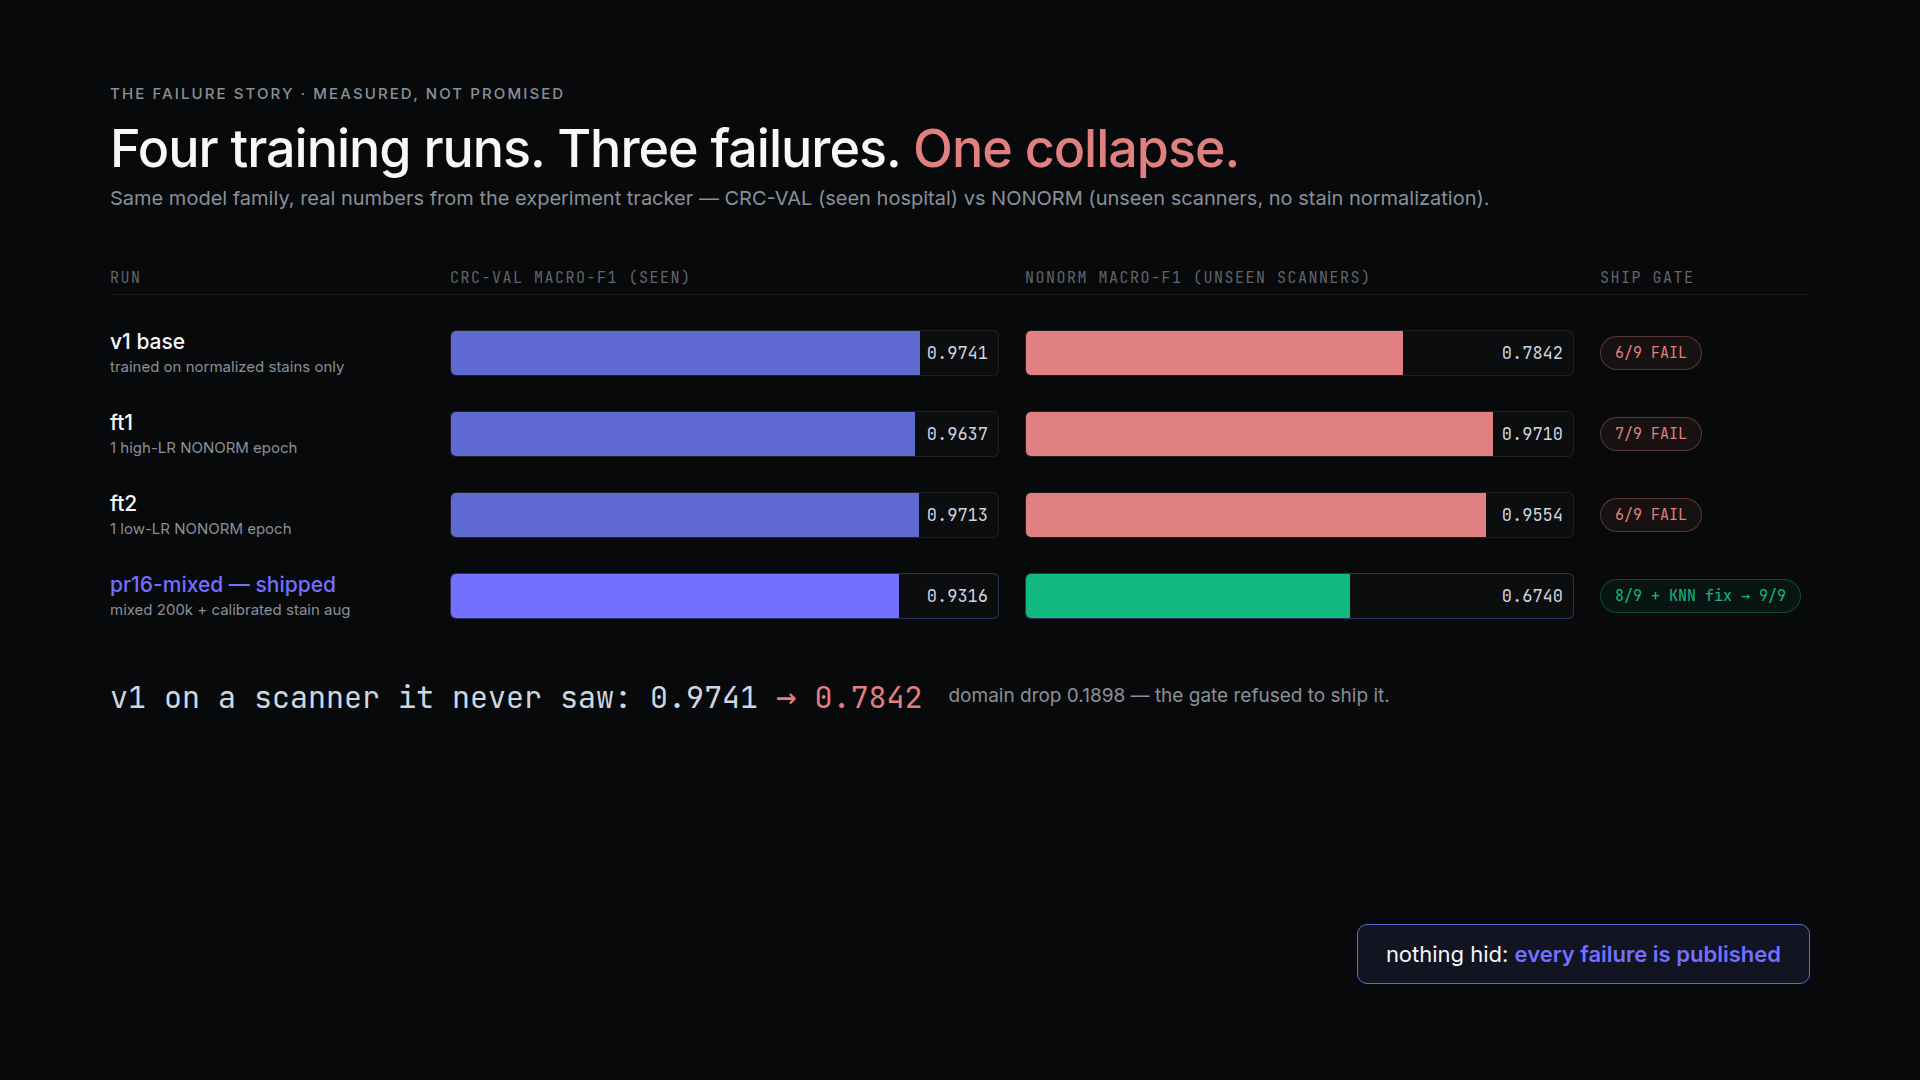 THE FAILURE STORY · MEASURED, NOT PROMISED
Four training runs. Three failures. One collapse.
Same model family, real numbers from the experiment tracker — CRC-VAL (seen hospital) vs NONORM (unseen scanners, no stain normalization).
RUN CRC-VAL MACRO-F1 (SEEN) NONORM MACRO-F1 (UNSEEN SCANNERS) SHIP GATE
v1 base
trained on normalized stains only
0.9741 0.7842 6/9 FAIL
ft1
1 high-LR NONORM epoch
0.9637 0.9710 7/9 FAIL
ft2
1 low-LR NONORM epoch
0.9713 0.9554 6/9 FAIL
pr16-mixed — shipped
mixed 200k + calibrated stain aug
0.9316 0.6740 8/9 + KNN fix → 9/9
v1 on a scanner it never saw: 0.9741 → 0.7842 domain drop 0.1898 — the gate refused to ship it.
nothing hid: every failure is published